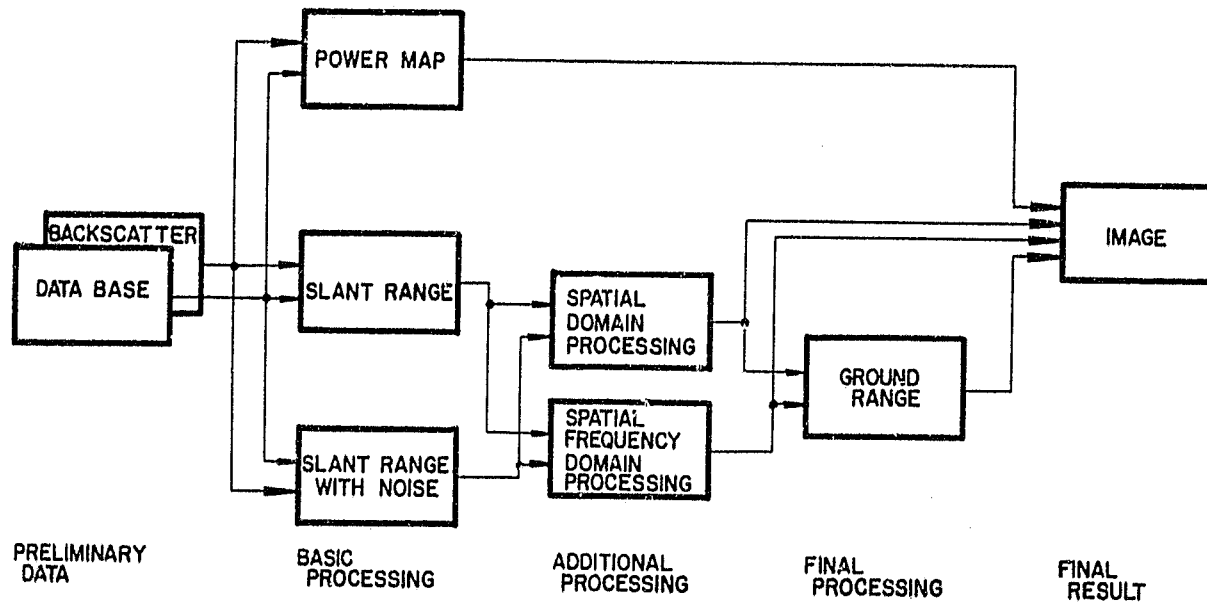 POWER MAP
BACKSCATTER
DATA BASE
SLANT RANGE
SLANT RANGE
WITH NOISE
SPATIAL
DOMAIN
PROCESSING
SPATIAL
FREQUENCY
DOMAIN
PROCESSING
GROUND
RANGE
IMAGE
PRELIMINARY
DATA
BASIC
PROCESSING
ADDITIONAL
PROCESSING
FINAL
PROCESSING
FINAL
RESULT